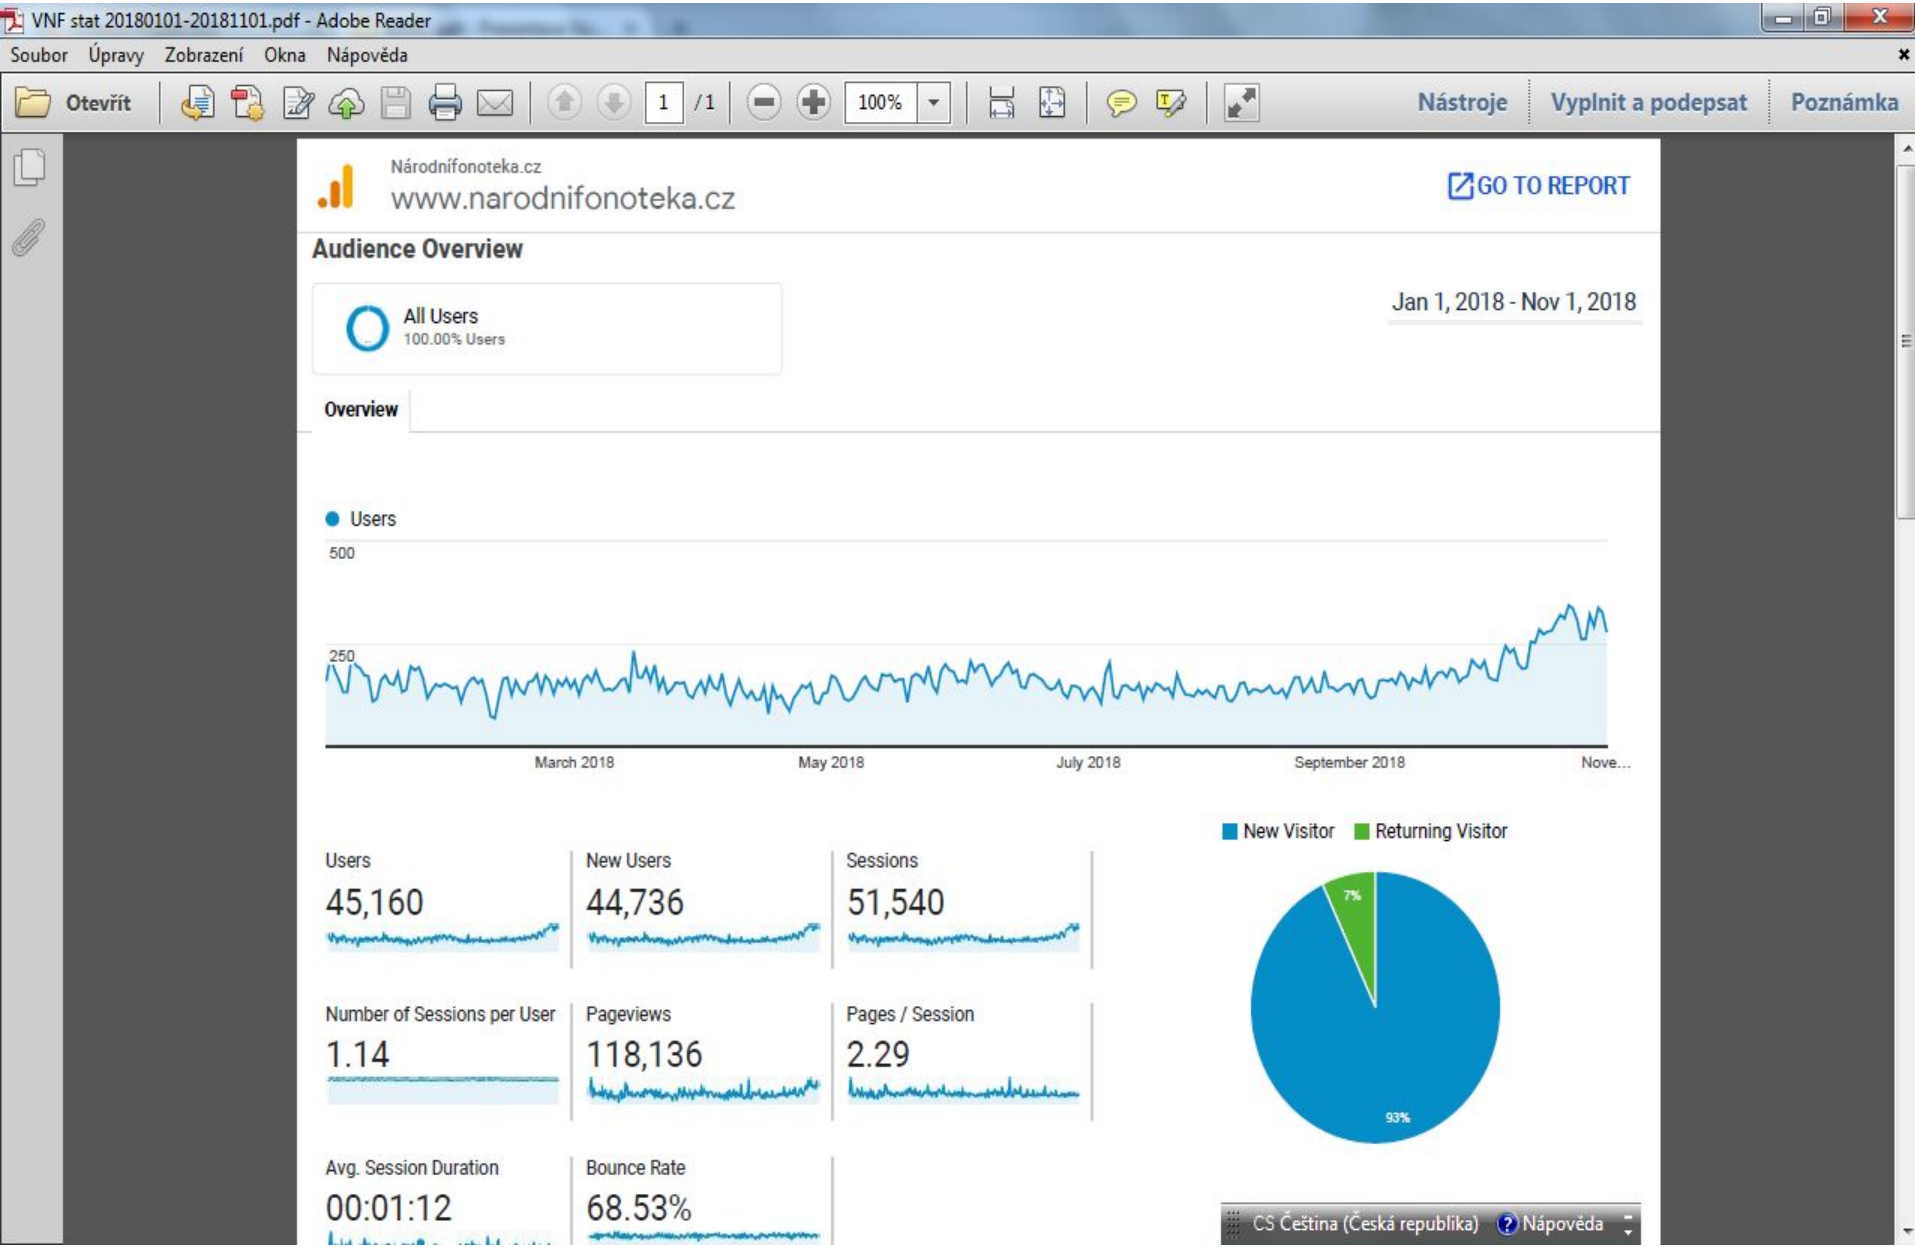 VNF stat 20180101-20181101.pdf - Adobe Reader
Soubor Úpravy Zobrazení Okna Nápověda
Otevřít 1 /1 100% Nástroje Vyplnit a podepsat Poznámka
Národnífonoteka.cz
www.narodnifonoteka.cz
GO TO REPORT
Audience Overview
All Users
100.00% Users
Jan 1, 2018 - Nov 1, 2018
Overview
Users
500
250
March 2018 May 2018 July 2018 September 2018 Nove...
New Visitor Returning Visitor
Users New Users Sessions
45,160 44,736 51,540
7%
Number of Sessions per User Pageviews Pages / Session
1.14 118,136 2.29
93%
Avg. Session Duration Bounce Rate
00:01:12 68.53%
CS Čeština (Česká republika) ? Nápověda